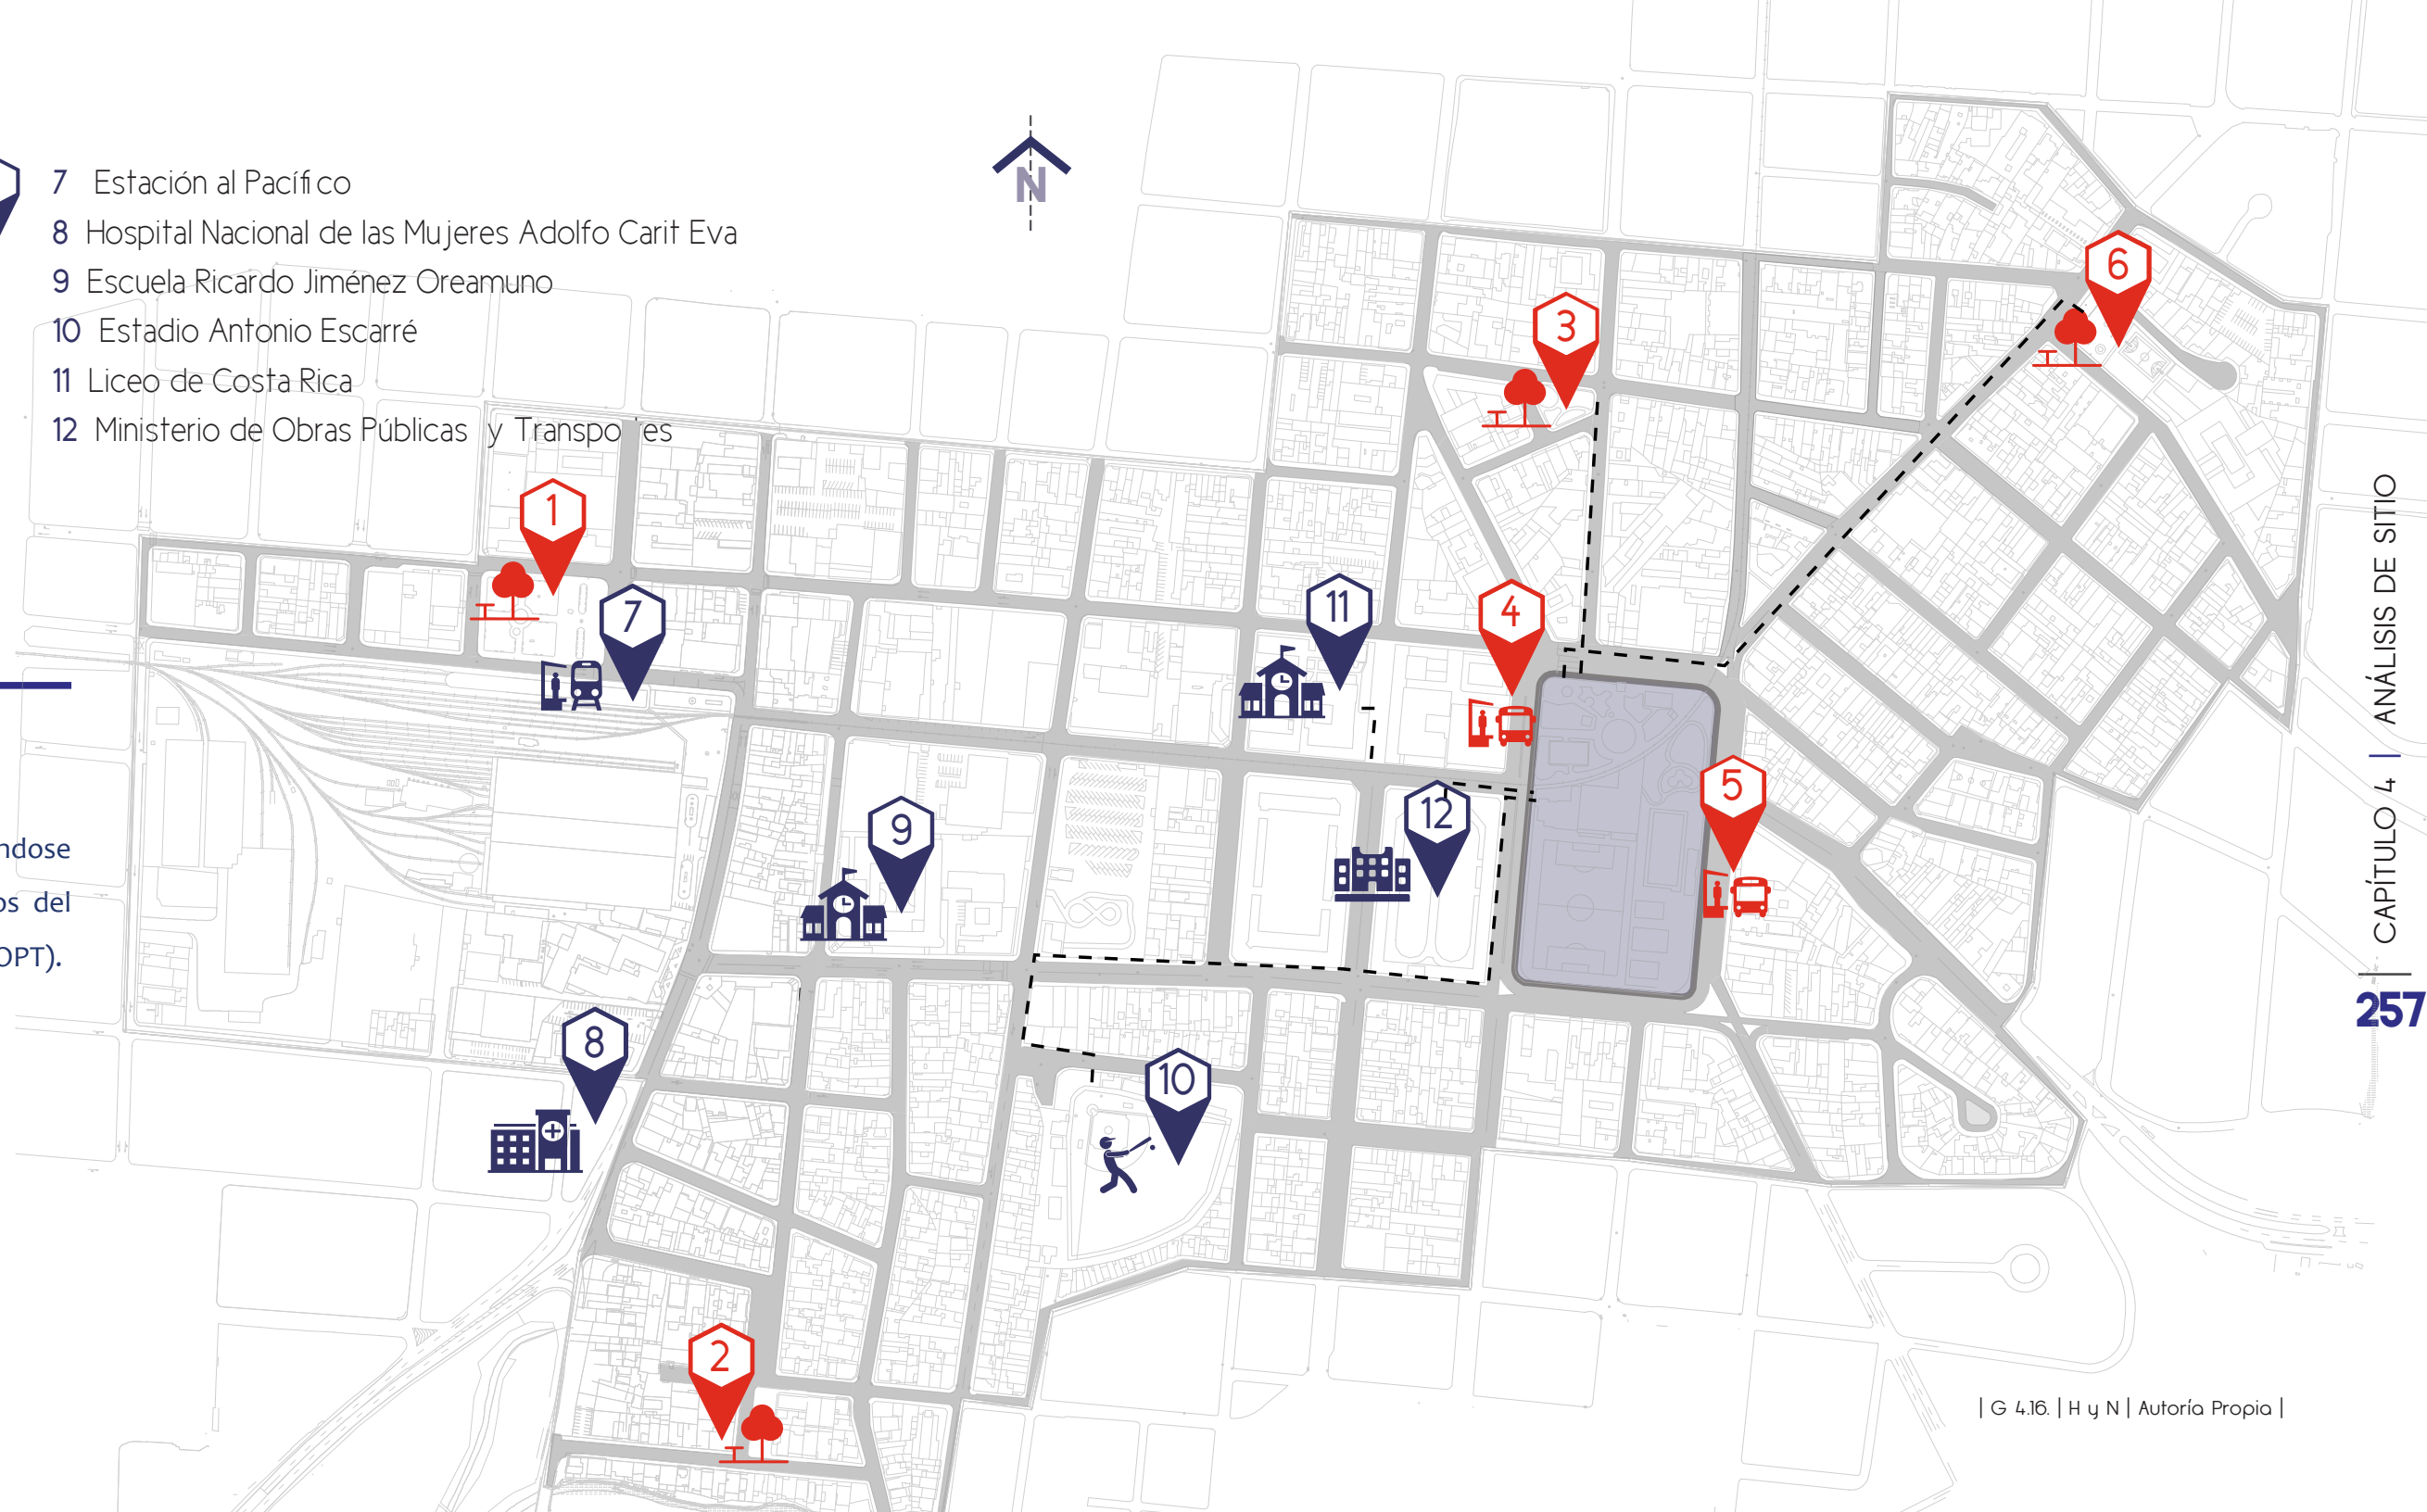 7 Estación al Pacífico
8 Hospital Nacional de las Mujeres Adolfo Carit Eva
9 Escuela Ricardo Jiménez Oreamuno
10 Estadio Antonio Escarré
11 Liceo de Costa Rica
12 Ministerio de Obras Públicas y Transpo es
N
6
3
1
7
11
4
5
12
9
8
10
2
ndose
os del
OPT).
CAPÍTULO 4 | ANÁLISIS DE SITIO
257
| G 4.16. | H y N | Autoría Propia |